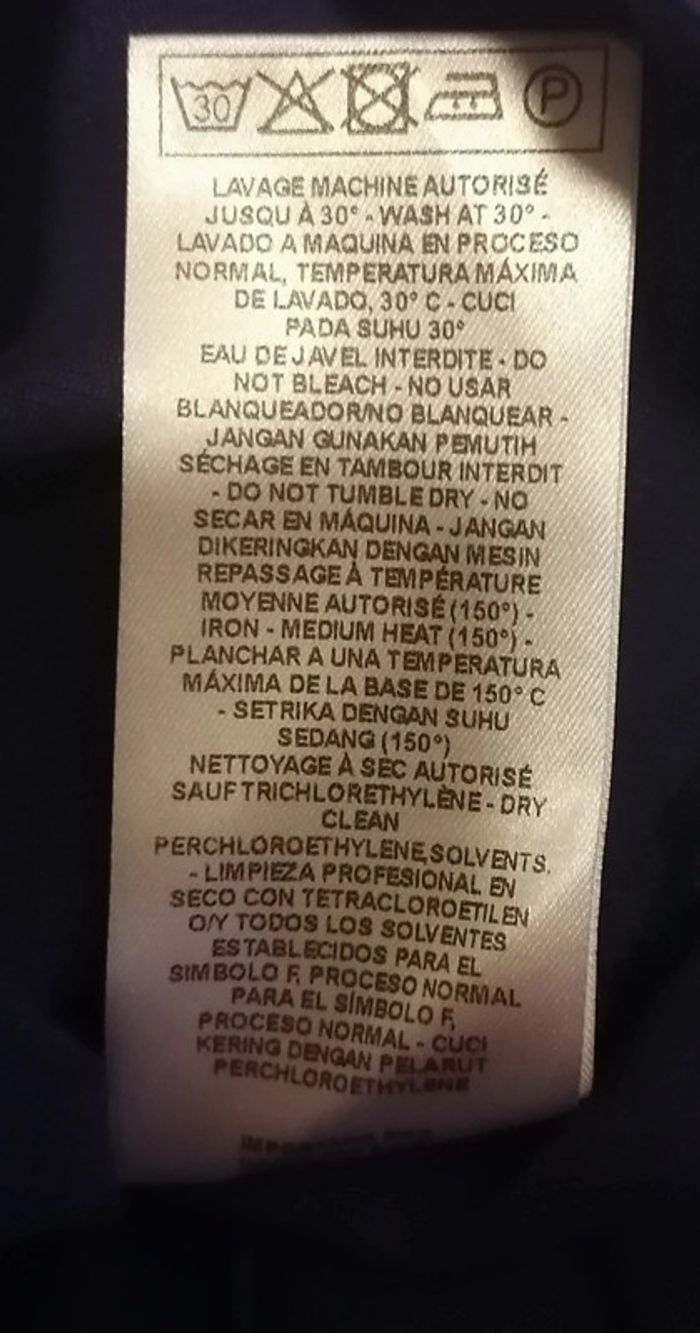 30 P
LAVAGE MACHINE AUTORISÉ
JUSQU À 30° - WASH AT 30° -
LAVADO A MAQUINA EN PROCESO
NORMAL, TEMPERATURA MÁXIMA
DE LAVADO, 30° C - CUCI
PADA SUHU 30°
EAU DE JAVEL INTERDITE - DO
NOT BLEACH - NO USAR
BLANQUEADOR/NO BLANQUEAR -
JANGAN GUNAKAN PEMUTIH
SÉCHAGE EN TAMBOUR INTERDIT
- DO NOT TUMBLE DRY - NO
SECAR EN MÁQUINA - JANGAN
DIKERINGKAN DENGAN MESIN
REPASSAGE À TEMPÉRATURE
MOYENNE AUTORISÉ (150°) -
IRON - MEDIUM HEAT (150°) -
PLANCHAR A UNA TEMPERATURA
MÁXIMA DE LA BASE DE 150° C
- SETRIKA DENGAN SUHU
SEDANG (150°)
NETTOYAGE À SEC AUTORISÉ
SAUF TRICHLORETHYLÈNE - DRY
CLEAN
PERCHLOROETHYLENE,SOLVENTS.
- LIMPIEZA PROFESIONAL EN
SECO CON TETRACLOROETILEN
O/Y TODOS LOS SOLVENTES
ESTABLECIDOS PARA EL
SIMBOLO F, PROCESO NORMAL
PARA EL SÍMBOLO F,
PROCESO NORMAL - CUCI
KERING DENGAN PELARUT
PERCHLOROETHYLENE